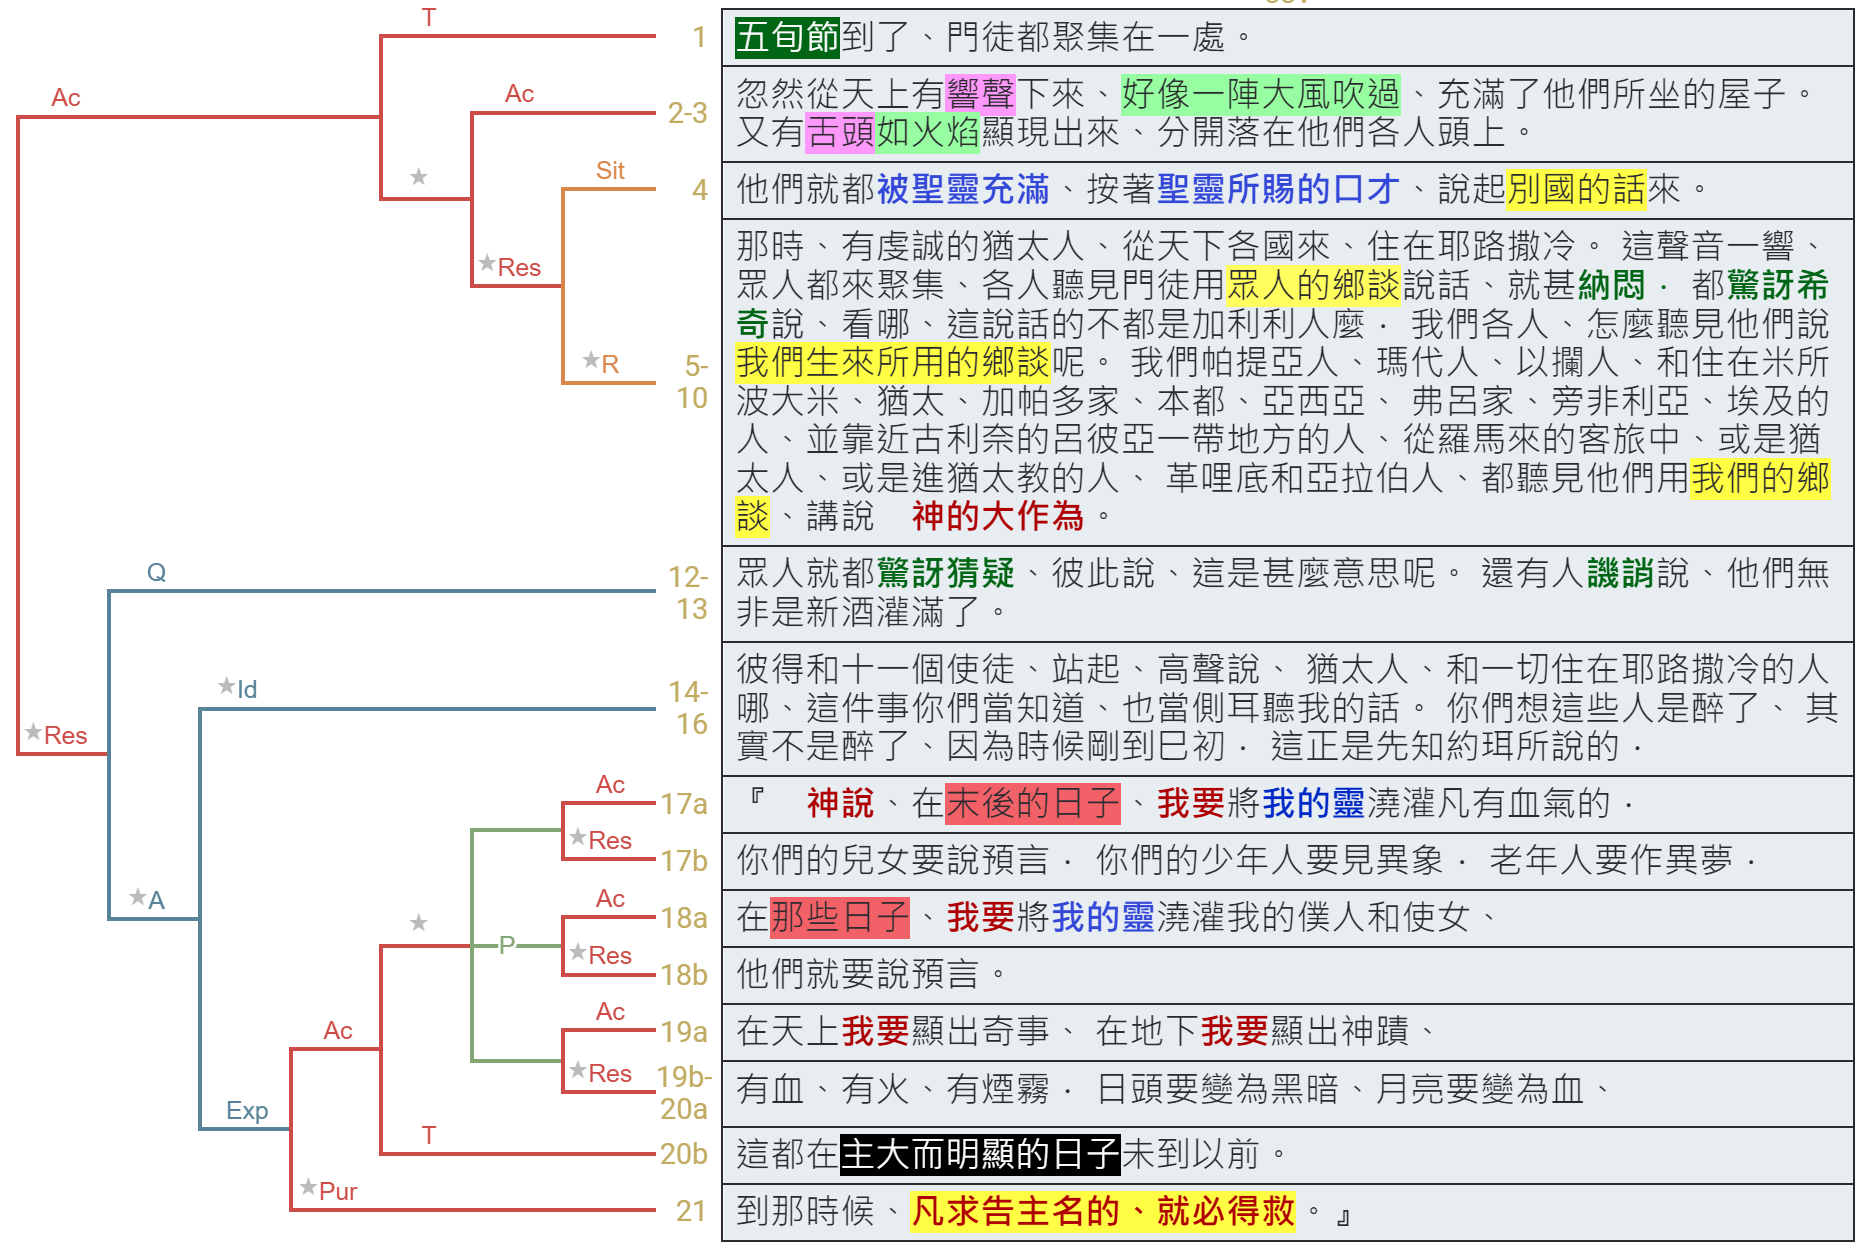 T
1
五旬節到了、門徒都聚集在一處。
Ac
Ac
2-3
忽然從天上有響聲下來、好像一陣大風吹過、充滿了他們所坐的屋子。
又有舌頭如火焰顯現出來、分開落在他們各人頭上。
★
Sit
4
他們就都被聖靈充滿、按著聖靈所賜的口才、說起別國的話來。
★Res
★R
5-
10
那時、有虔誠的猶太人、從天下各國來、住在耶路撒冷。 這聲音一響、
眾人都來聚集、各人聽見門徒用眾人的鄉談說話、就甚納悶． 都驚訝希
奇說、看哪、這說話的不都是加利利人麼． 我們各人、怎麼聽見他們說
我們生來所用的鄉談呢。 我們帕提亞人、瑪代人、以攔人、和住在米所
波大米、猶太、加帕多家、本都、亞西亞、 弗呂家、旁非利亞、埃及的
人、並靠近古利奈的呂彼亞一帶地方的人、從羅馬來的客旅中、或是猶
太人、或是進猶太教的人、 革哩底和亞拉伯人、都聽見他們用我們的鄉
談、講說　神的大作為。
Q
12-
13
眾人就都驚訝猜疑、彼此說、這是甚麼意思呢。 還有人譏誚說、他們無
非是新酒灌滿了。
★Res
★Id
14-
16
彼得和十一個使徒、站起、高聲說、 猶太人、和一切住在耶路撒冷的人
哪、這件事你們當知道、也當側耳聽我的話。 你們想這些人是醉了、 其
實不是醉了、因為時候剛到巳初． 這正是先知約珥所說的．
★A
Ac
17a
『　神說、在末後的日子、我要將我的靈澆灌凡有血氣的．
★Res
17b
你們的兒女要說預言． 你們的少年人要見異象． 老年人要作異夢．
★
P
Ac
18a
在那些日子、我要將我的靈澆灌我的僕人和使女、
★Res
18b
他們就要說預言。
Ac
Ac
19a
在天上我要顯出奇事、 在地下我要顯出神蹟、
★Res
19b-
20a
有血、有火、有煙霧． 日頭要變為黑暗、月亮要變為血、
Exp
T
20b
這都在主大而明顯的日子未到以前。
★Pur
21
到那時候、凡求告主名的、就必得救。』